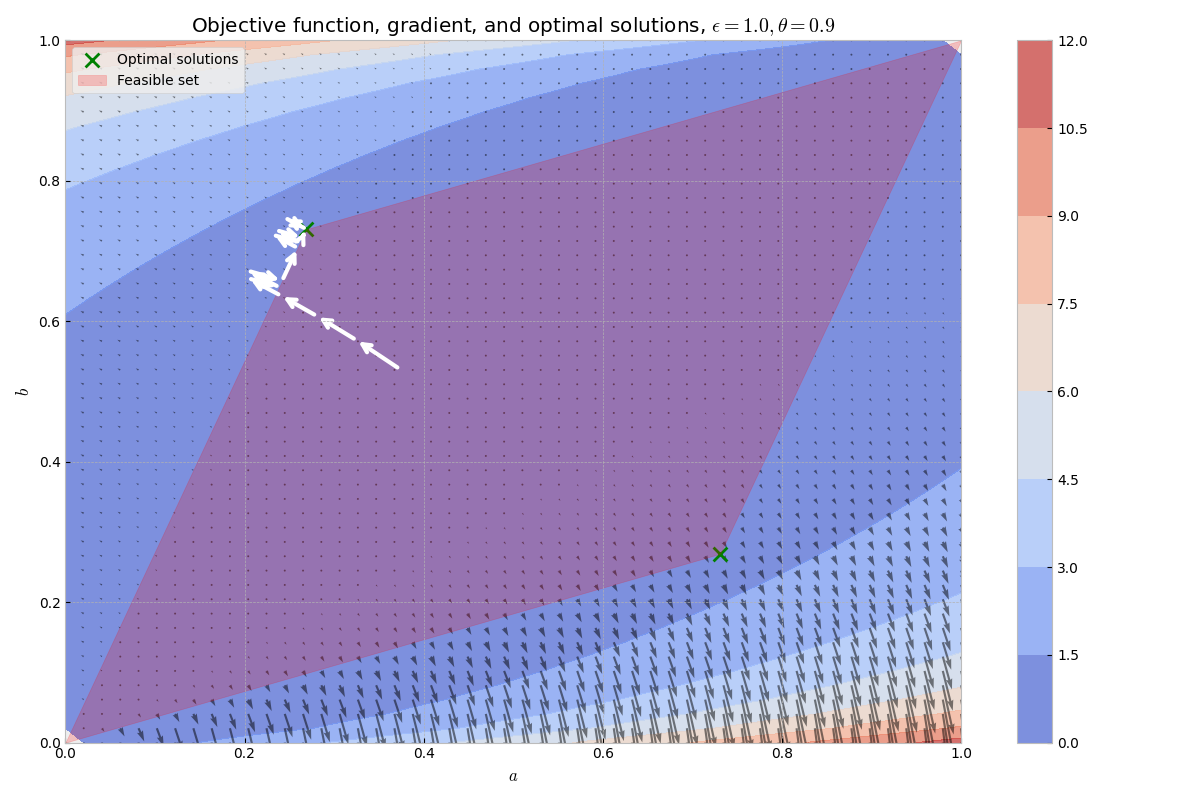 Objective function, gradient, and optimal solutions, ϵ = 1.0, θ = 0.9
Optimal solutions
Feasible set
1.0
0.8
0.6
0.4
0.2
0.0
b
0.0 0.2 0.4 0.6 0.8 1.0
a
12.0
10.5
9.0
7.5
6.0
4.5
3.0
1.5
0.0